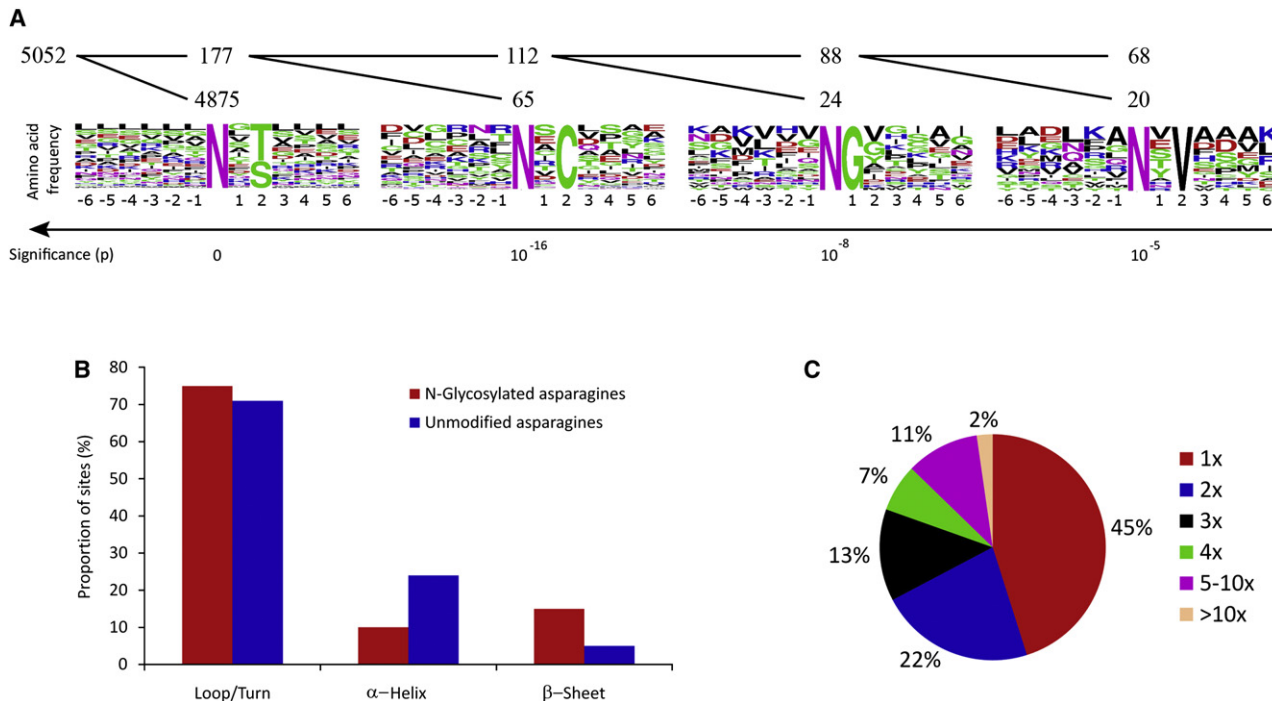 A
5052 177 112 88 68
4875 65 24 20
Amino acid
frequency
N T S
N C
N G
N V
-6 -5 -4 -3 -2 -1 1 2 3 4 5 6 -6 -5 -4 -3 -2 -1 1 2 3 4 5 6 -6 -5 -4 -3 -2 -1 1 2 3 4 5 6 -6 -5 -4 -3 -2 -1 1 2 3 4 5 6
Significance (p) 0 10-16 10-8 10-5
B
Proportion of sites (%)
80
70
60
50
40
30
20
10
0
N-Glycosylated asparagines
Unmodified asparagines
Loop/Turn α–Helix β–Sheet
C
2%
11%
7%
13%
22%
45%
1x
2x
3x
4x
5-10x
>10x